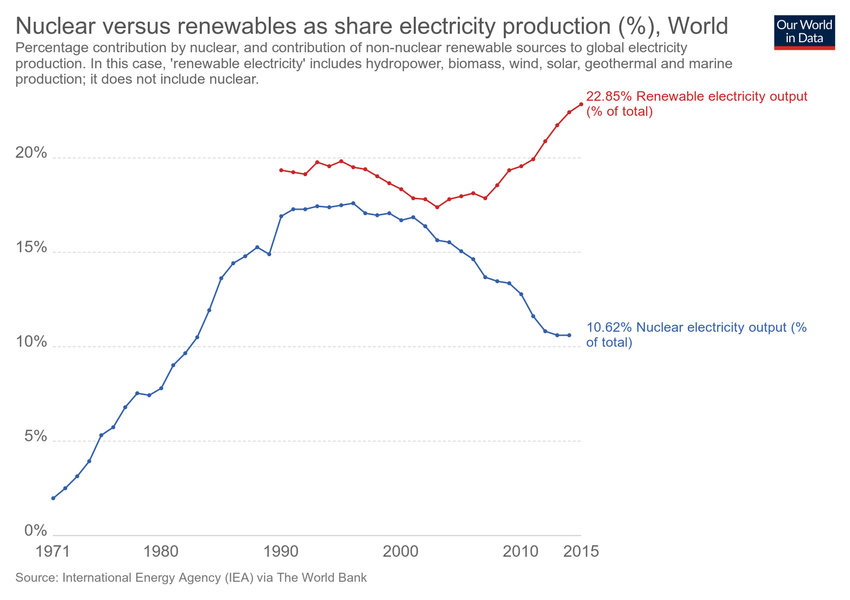 Nuclear versus renewables as share electricity production (%), World
Our World
in Data
Percentage contribution by nuclear, and contribution of non-nuclear renewable sources to global electricity
production. In this case, 'renewable electricity' includes hydropower, biomass, wind, solar, geothermal and marine
production; it does not include nuclear.
22.85% Renewable electricity output
(% of total)
20%
15%
10.62% Nuclear electricity output (%
of total)
10%
5%
0%
1971 1980 1990 2000 2010 2015
Source: International Energy Agency (IEA) via The World Bank